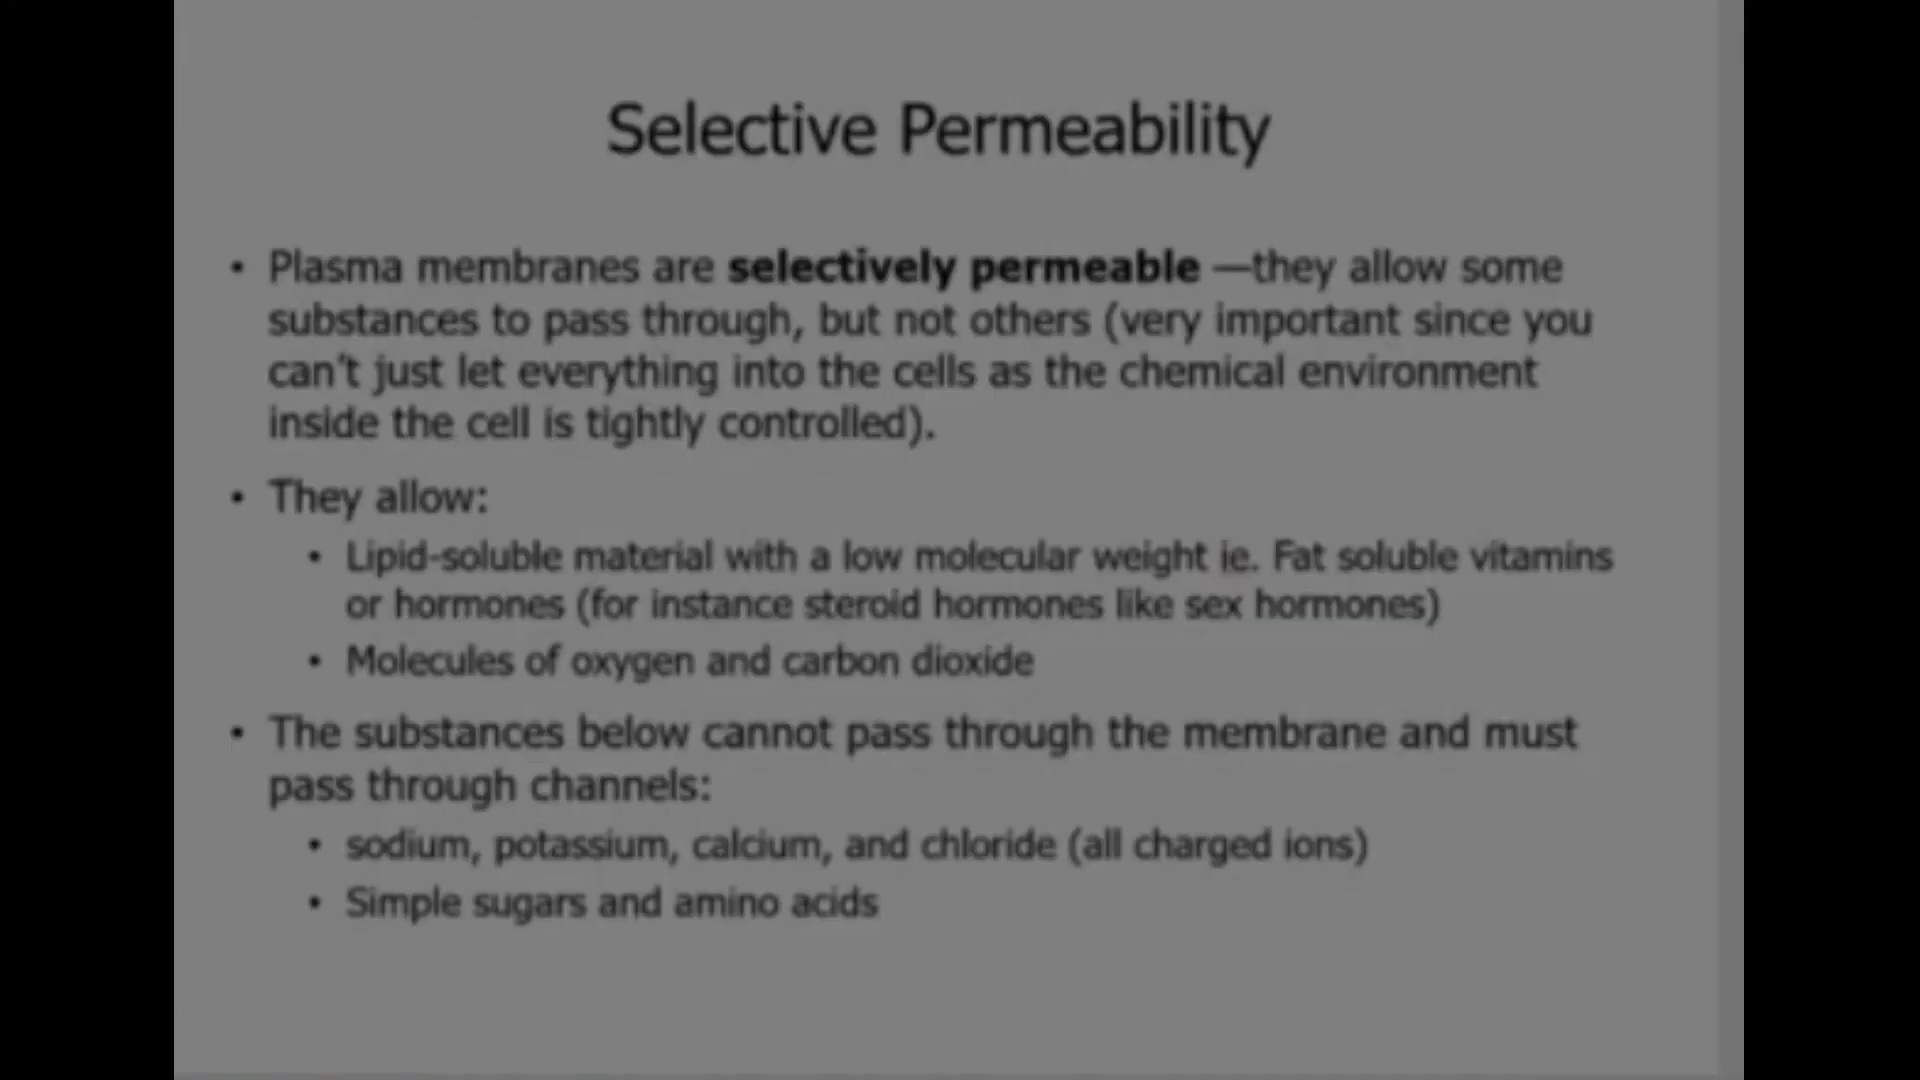 Selective Permeability
• Plasma membranes are selectively permeable —they allow some
substances to pass through, but not others (very important since you
can't just let everything into the cells as the chemical environment
inside the cell is tightly controlled).
• They allow:
• Lipid-soluble material with a low molecular weight ie. Fat soluble vitamins
or hormones (for instance steroid hormones like sex hormones)
• Molecules of oxygen and carbon dioxide
• The substances below cannot pass through the membrane and must
pass through channels:
• sodium, potassium, calcium, and chloride (all charged ions)
• Simple sugars and amino acids